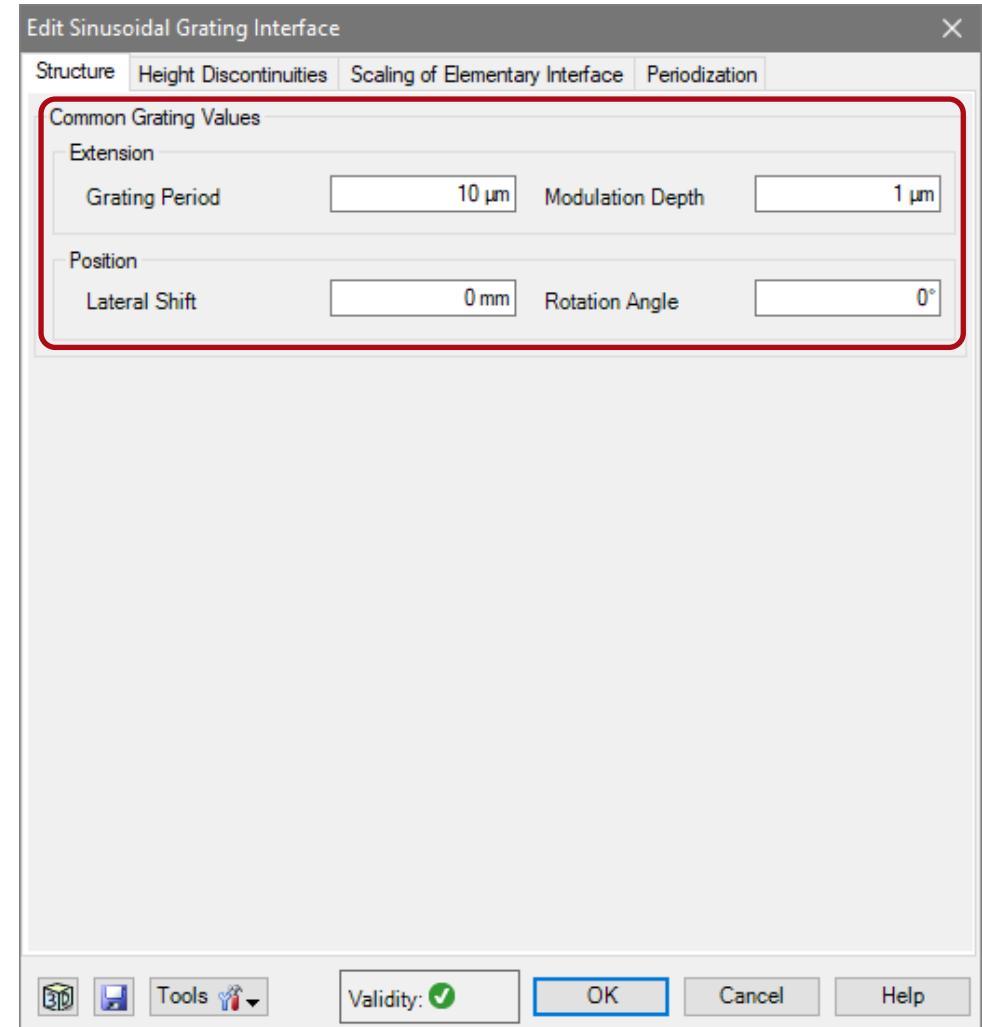 Edit Sinusoidal Grating Interface
Structure Height Discontinuities Scaling of Elementary Interface Periodization
Common Grating Values
Extension
Grating Period 10 µm Modulation Depth 1 µm
Position
Lateral Shift 0 mm Rotation Angle 0°
3D Tools Validity: OK Cancel Help